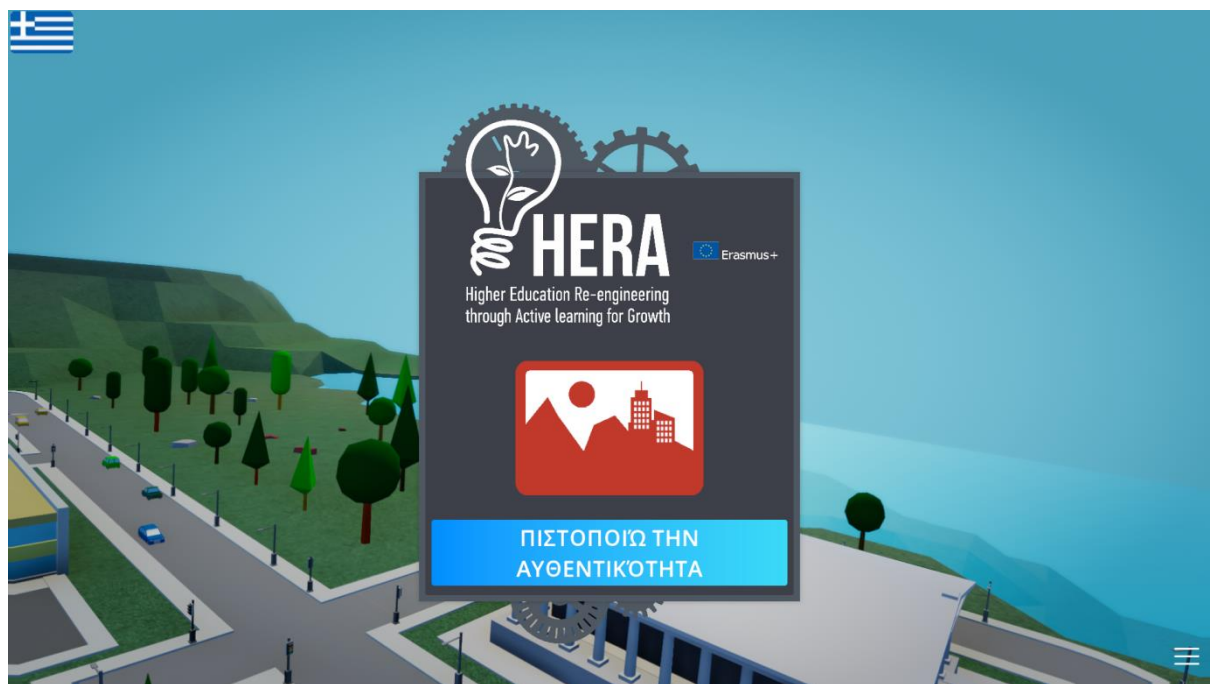 HERA
Erasmus+
Higher Education Re-engineering
through Active learning for Growth
ΠΙΣΤΟΠΟΙΏ ΤΗΝ
ΑΥΘΕΝΤΙΚΌΤΗΤΑ